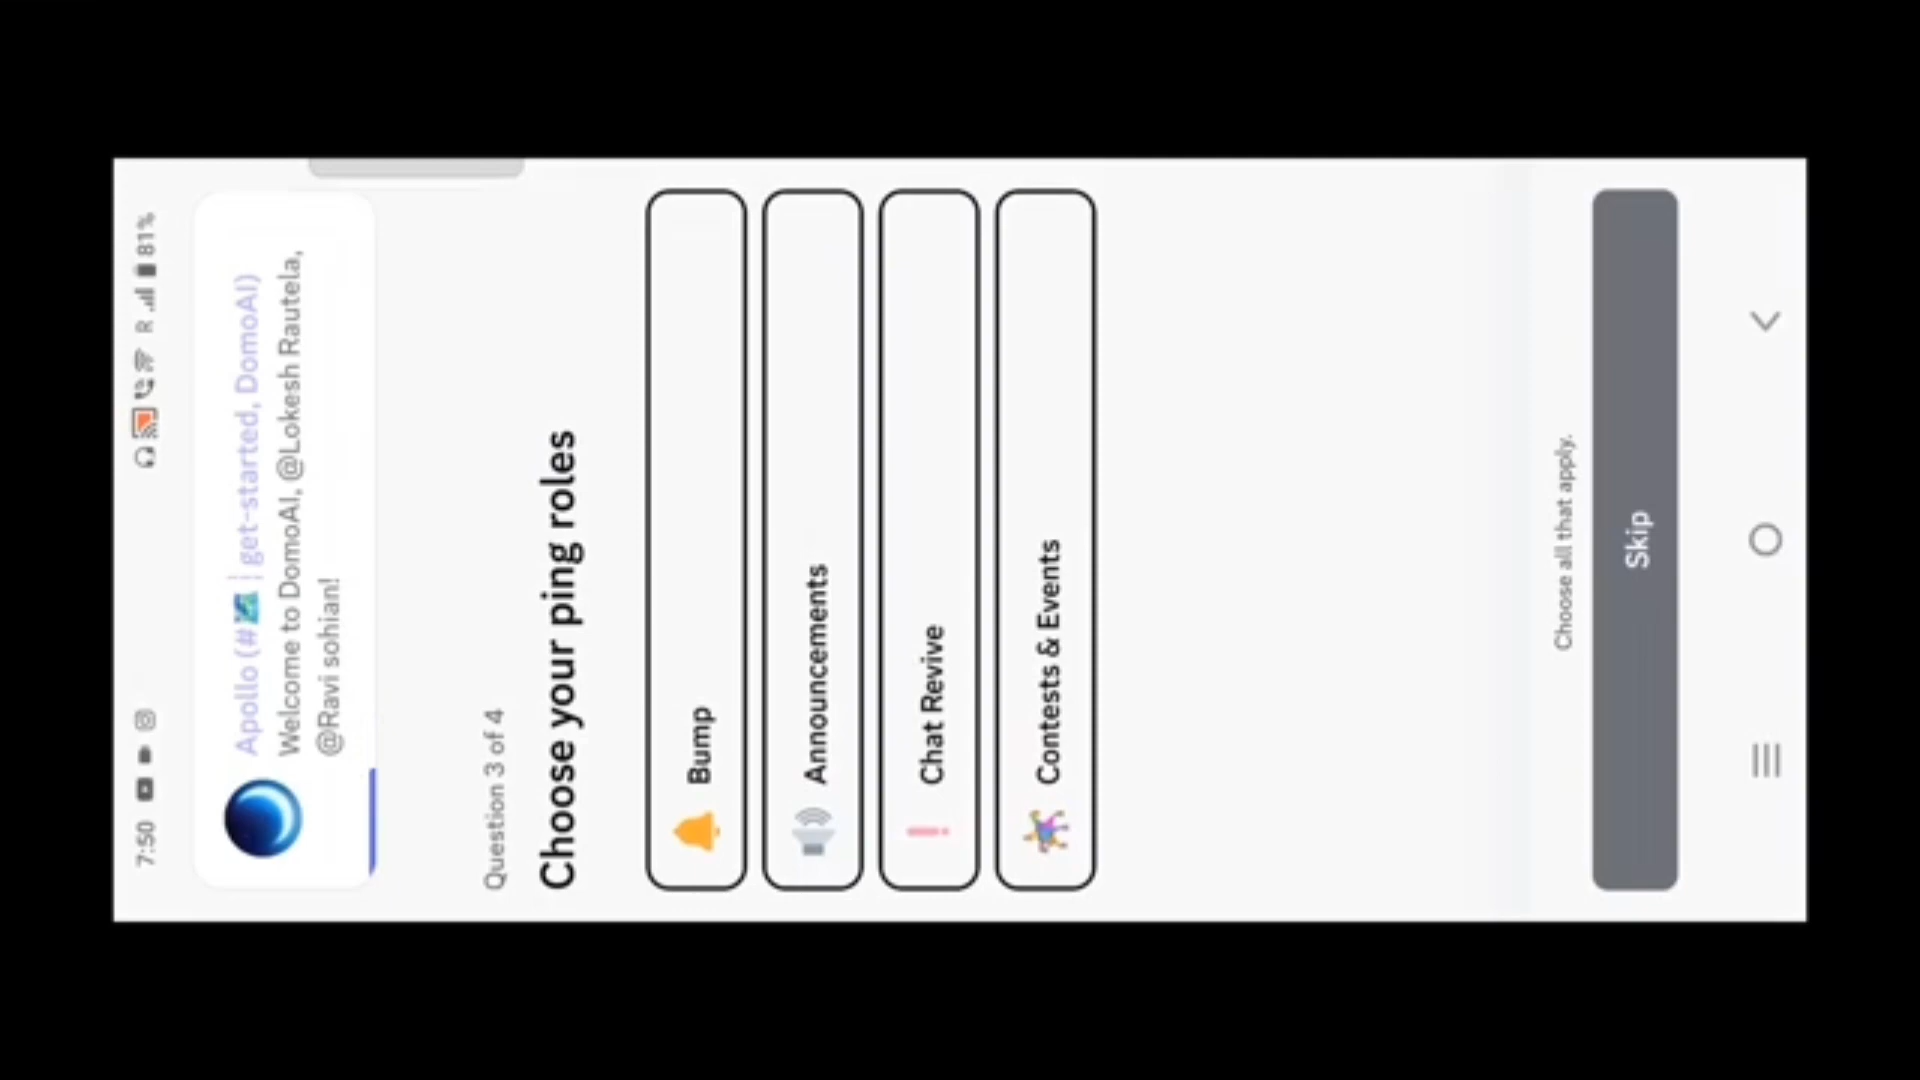 7:50
R
81%
Apollo (# | get-started, DomoAI)
Welcome to DomoAI, @Lokesh Rautela,
@Ravi sohian!
Question 3 of 4
Choose your ping roles
Bump
Announcements
Chat Revive
Contests & Events
Choose all that apply.
Skip